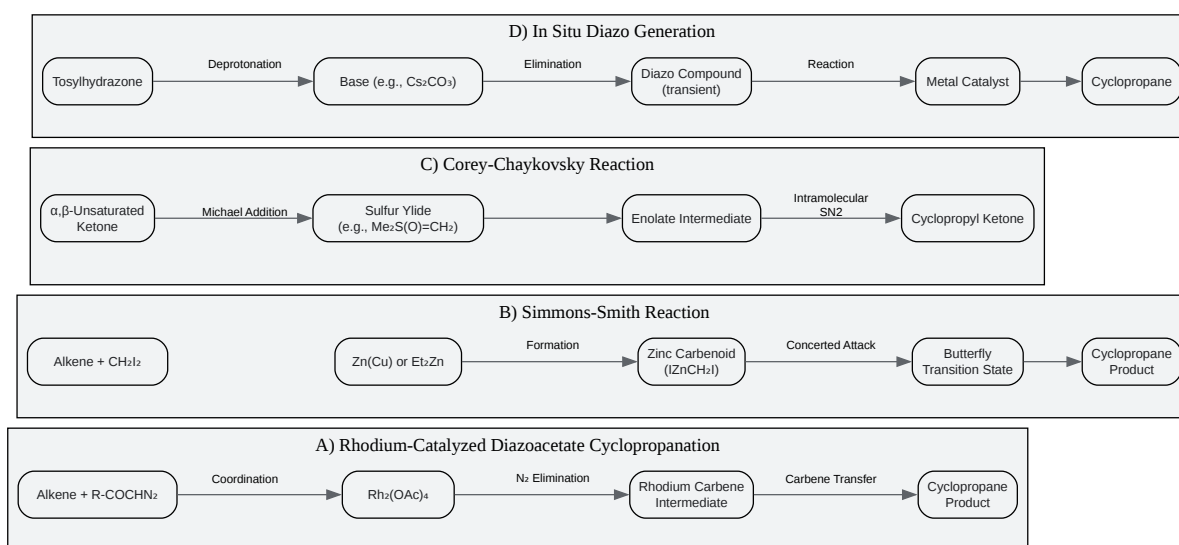 D) In Situ Diazo Generation
Tosylhydrazone
Deprotonation
Base (e.g., Cs₂CO₃)
Elimination
Diazo Compound
(transient)
Reaction
Metal Catalyst
Cyclopropane
C) Corey-Chaykovsky Reaction
α,β-Unsaturated
Ketone
Michael Addition
Sulfur Ylide
(e.g., Me₂S(O)=CH₂)
Enolate Intermediate
Intramolecular
SN2
Cyclopropyl Ketone
B) Simmons-Smith Reaction
Alkene + CH₂I₂
Zn(Cu) or Et₂Zn
Formation
Zinc Carbenoid
(IZnCH₂I)
Concerted Attack
Butterfly
Transition State
Cyclopropane
Product
A) Rhodium-Catalyzed Diazoacetate Cyclopropanation
Alkene + R-COCHN₂
Coordination
Rh₂(OAc)₄
N₂ Elimination
Rhodium Carbene
Intermediate
Carbene Transfer
Cyclopropane
Product